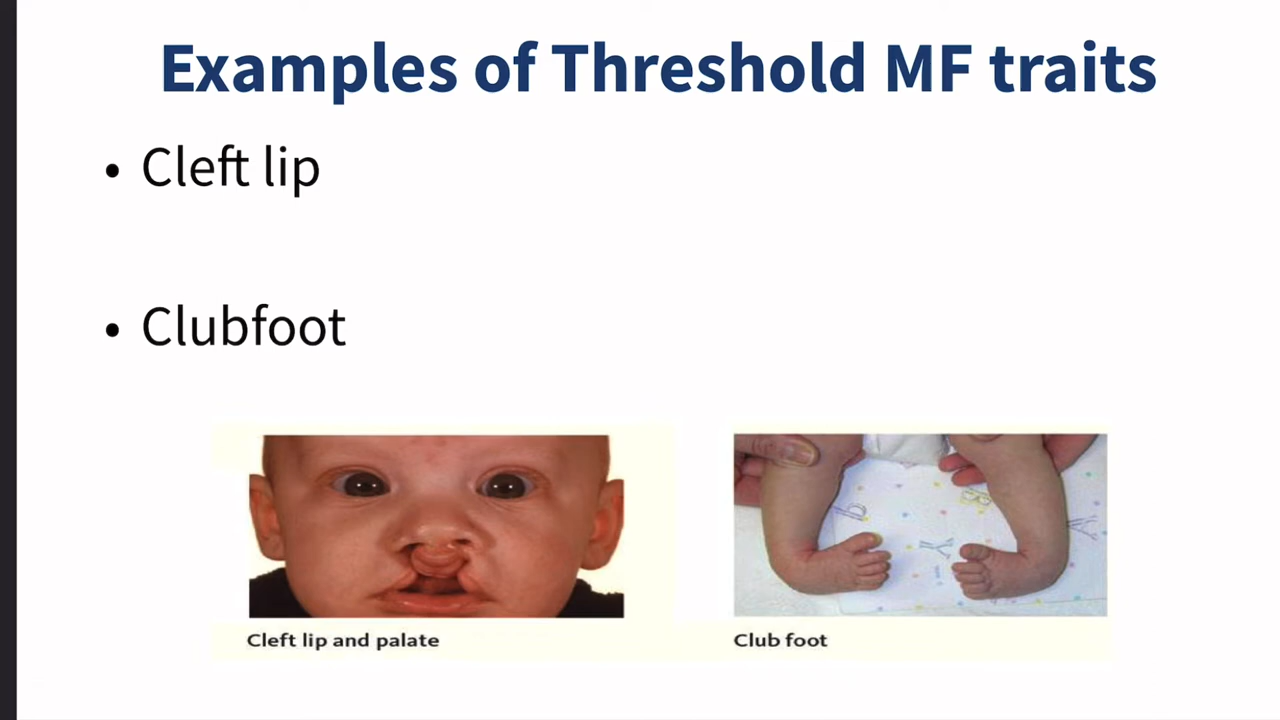 Examples of Threshold MF traits
• Cleft lip
• Clubfoot
Cleft lip and palate
Club foot